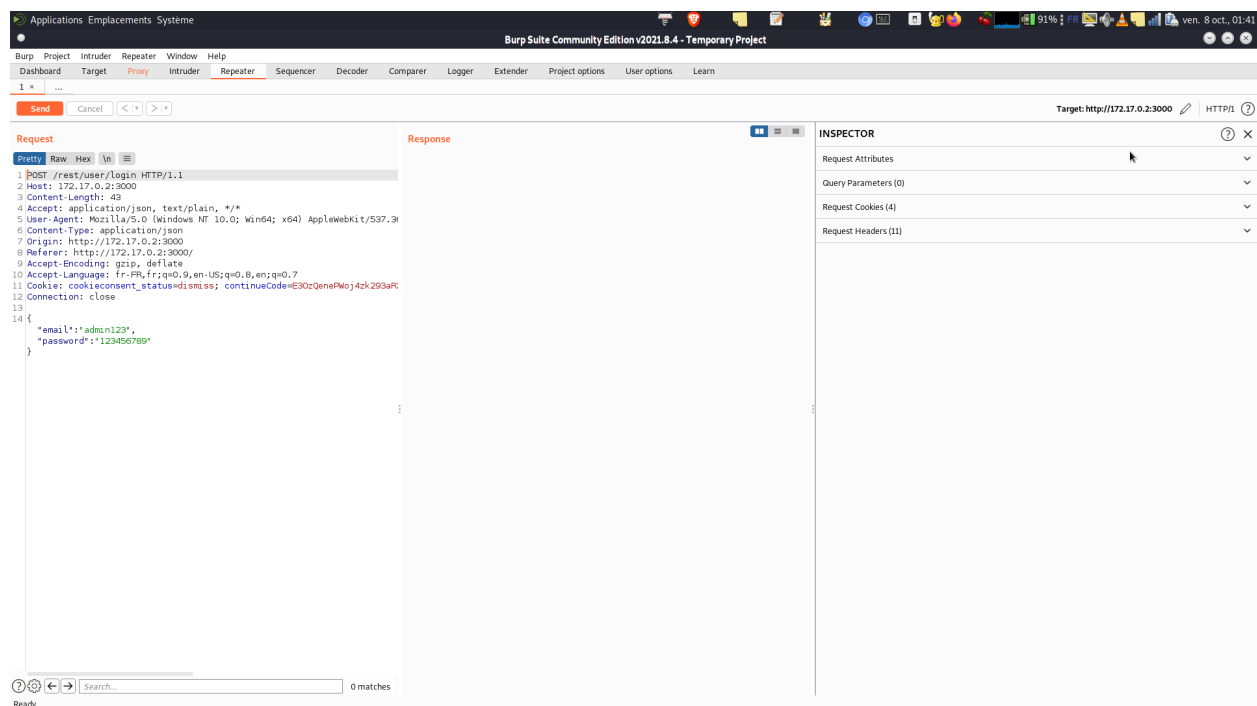 Applications Emplacements Système
91% FR ven. 8 oct., 01:41
Burp Suite Community Edition v2021.8.4 - Temporary Project
Burp Project Intruder Repeater Window Help
Dashboard Target Proxy Intruder Repeater Sequencer Decoder Comparer Logger Extender Project options User options Learn
1 × ...
Send Cancel < > Target: http://172.17.0.2:3000 HTTP/1 ?
Request
Response
INSPECTOR
Pretty Raw Hex \n
Request Attributes
Query Parameters (0)
Request Cookies (4)
Request Headers (11)
1 POST /rest/user/login HTTP/1.1
2 Host: 172.17.0.2:3000
3 Content-Length: 43
4 Accept: application/json, text/plain, */*
5 User-Agent: Mozilla/5.0 (Windows NT 10.0; Win64; x64) AppleWebKit/537.36
6 Content-Type: application/json
7 Origin: http://172.17.0.2:3000
8 Referer: http://172.17.0.2:3000/
9 Accept-Encoding: gzip, deflate
10 Accept-Language: fr-FR,fr;q=0.9,en-US;q=0.8,en;q=0.7
11 Cookie: cookieconsent_status=dismiss; continueCode=E3OzQenePWoj4zk293aR
12 Connection: close
13
14 {
"email":"admin123",
"password":"123456789"
}
? Search... 0 matches
Ready